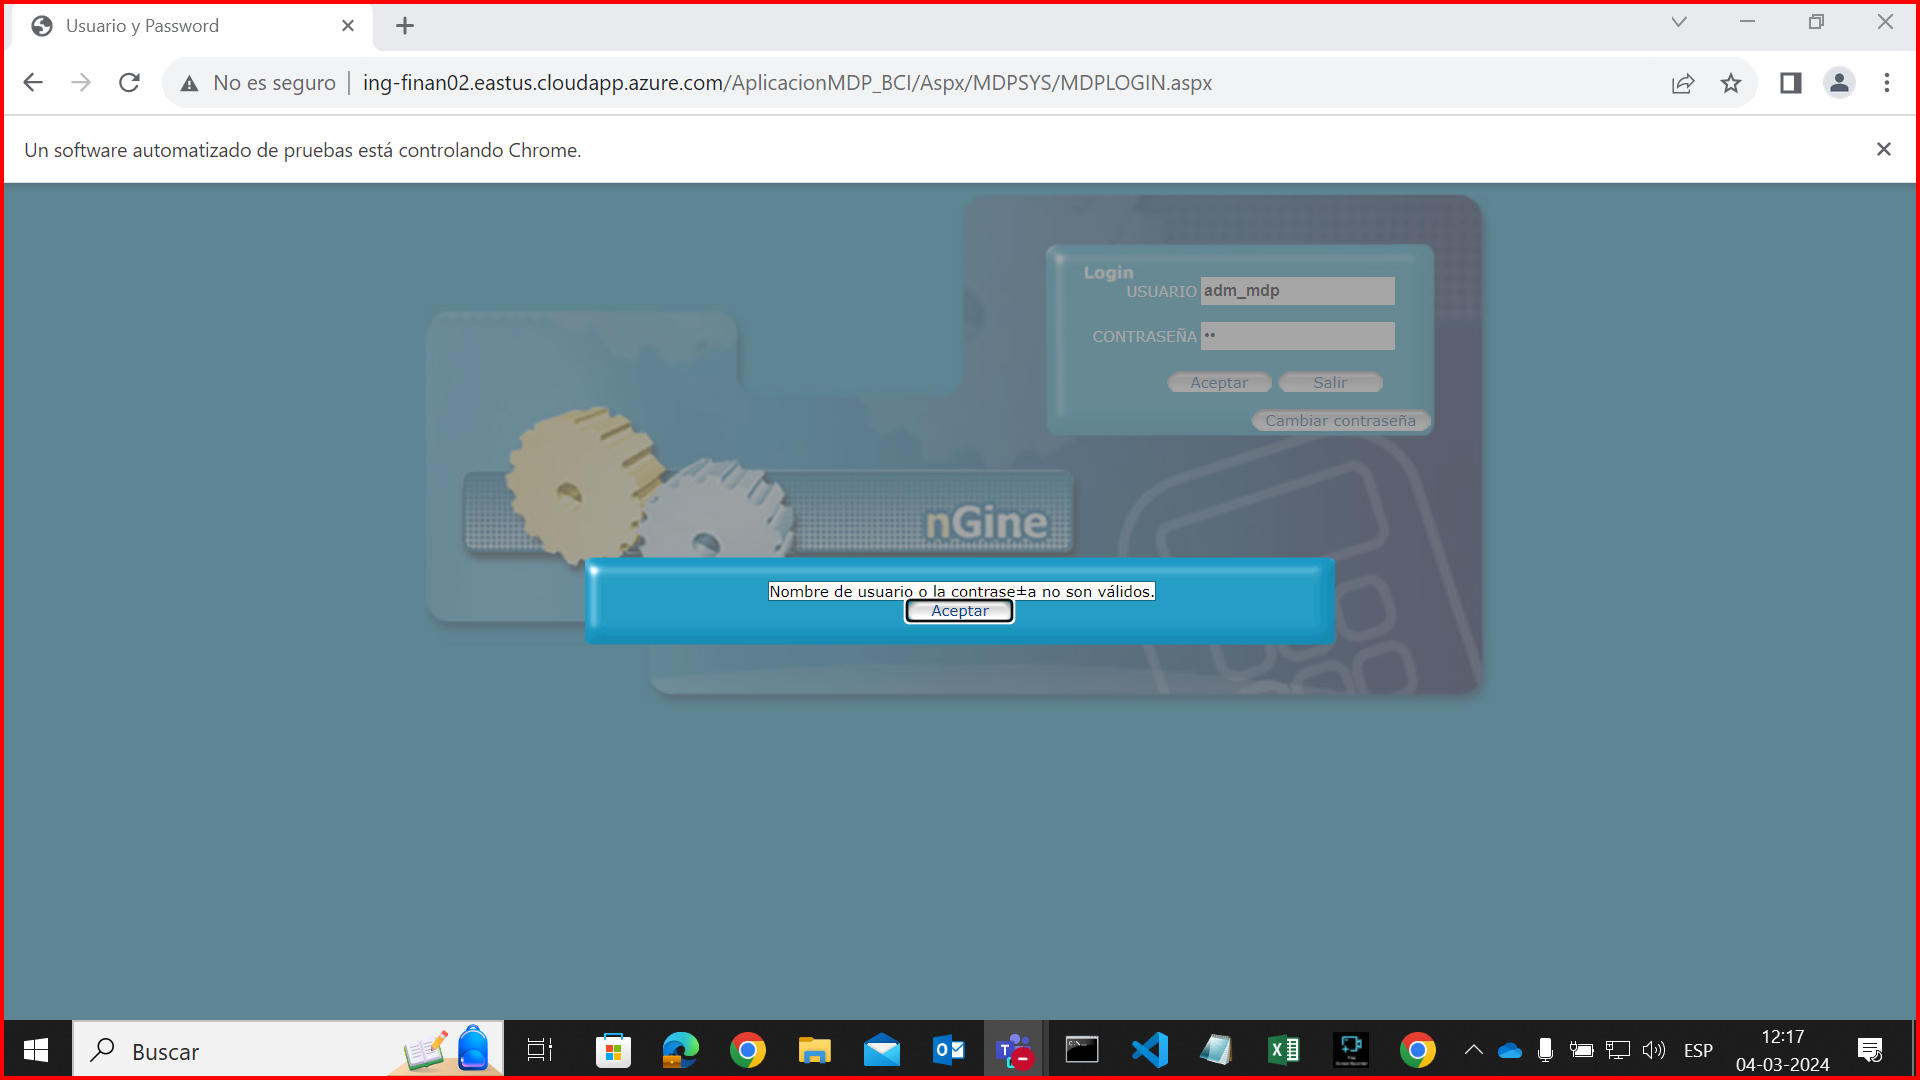 Usuario y Password
No es seguro
ing-finan02.eastus.cloudapp.azure.com/AplicacionMDP_BCI/Aspx/MDPSYS/MDPLOGIN.aspx
Un software automatizado de pruebas está controlando Chrome.
Login
USUARIO adm_mdp
CONTRASEÑA ••
Aceptar Salir
Cambiar contraseña
nGine
Nombre de usuario o la contrase±a no son válidos.
Aceptar
Buscar
ESP
12:17
04-03-2024